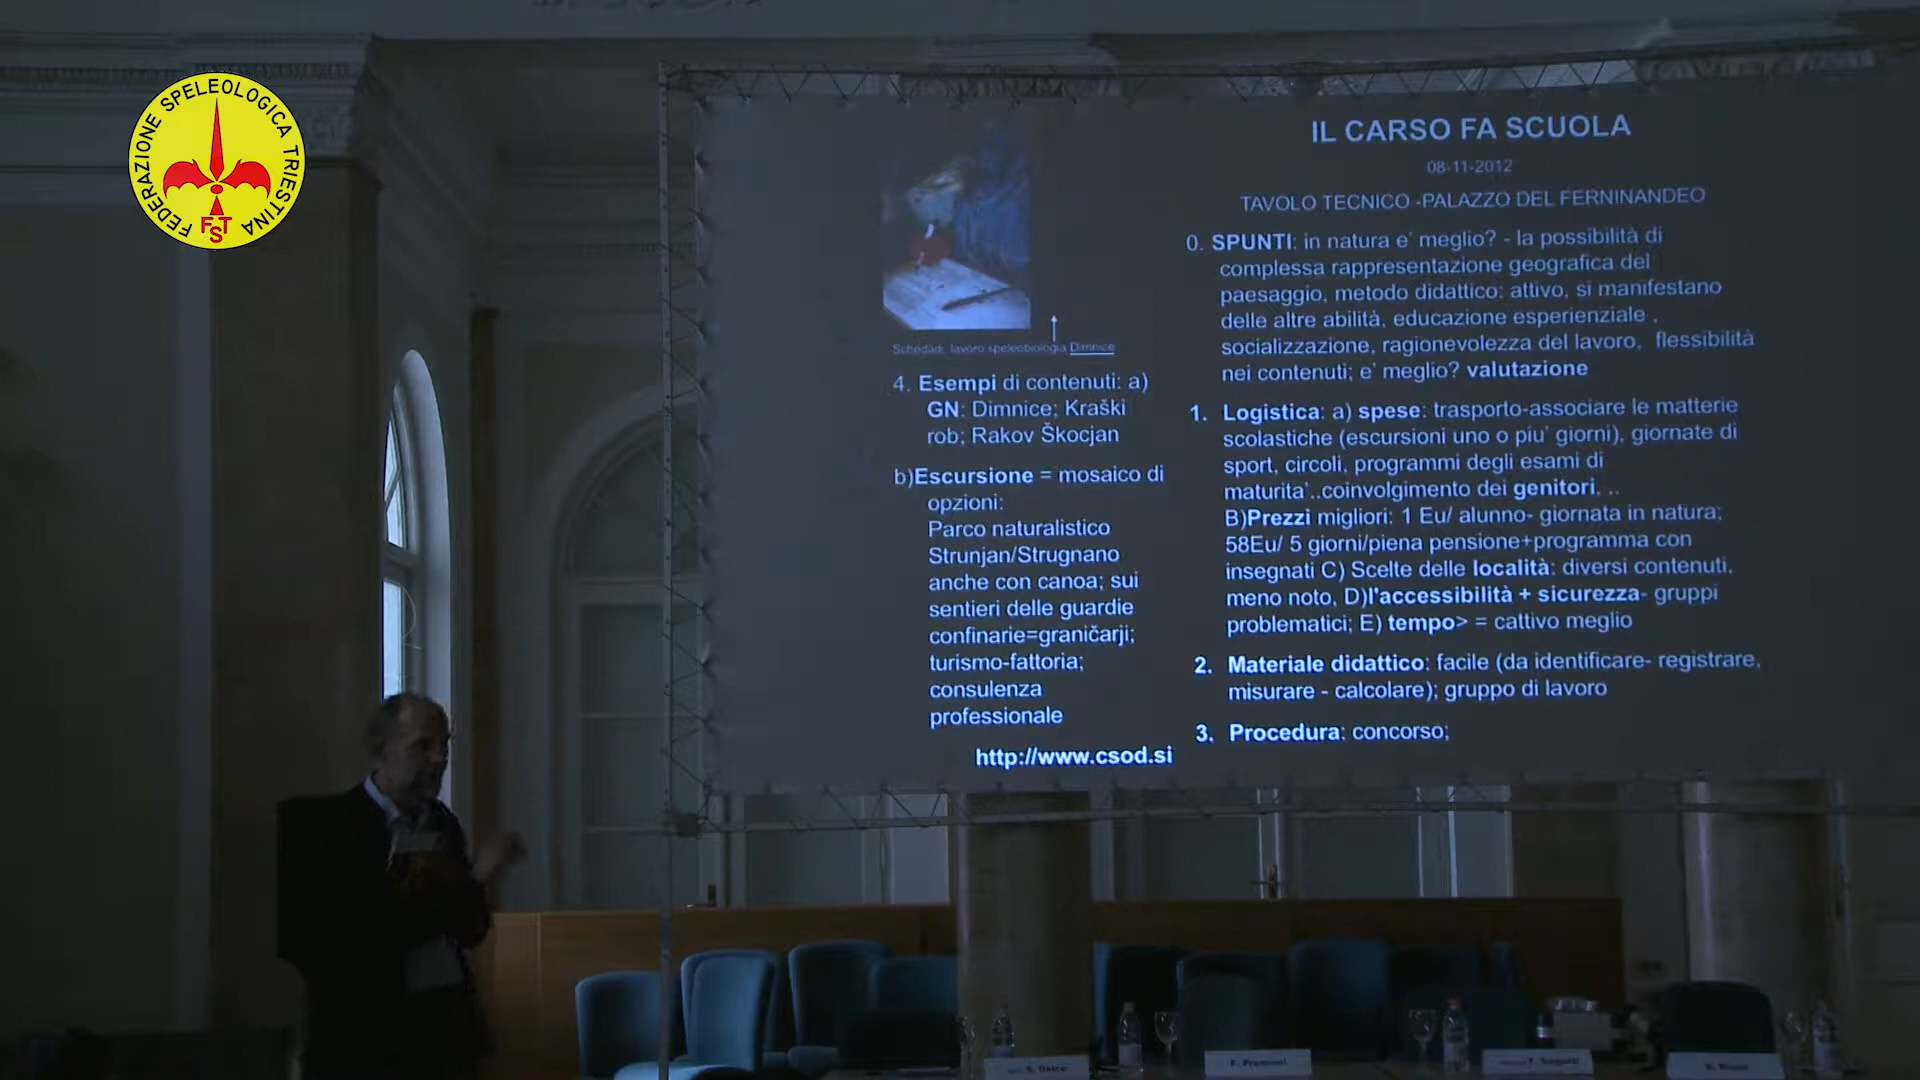 FEDERAZIONE SPELEOLOGICA TRIESTINA
FST
Schedad: lavoro speleobiologia Dimnice
4. Esempi di contenuti: a)
GN: Dimnice; Kraški
rob; Rakov Škocjan
b)Escursione = mosaico di
opzioni:
Parco naturalistico
Strunjan/Strugnano
anche con canoa; sui
sentieri delle guardie
confinarie=graničarji;
turismo-fattoria;
consulenza
professionale
http://www.csod.si
IL CARSO FA SCUOLA
08-11-2012
TAVOLO TECNICO -PALAZZO DEL FERNINANDEO
0. SPUNTI: in natura e' meglio? - la possibilità di
complessa rappresentazione geografica del
paesaggio, metodo didattico: attivo, si manifestano
delle altre abilità, educazione esperienziale ,
socializzazione, ragionevolezza del lavoro, flessibilità
nei contenuti; e' meglio? valutazione
1. Logistica: a) spese: trasporto-associare le matterie
scolastiche (escursioni uno o piu' giorni), giornate di
sport, circoli, programmi degli esami di
maturita'..coinvolgimento dei genitori, ..
B)Prezzi migliori: 1 Eu/ alunno- giornata in natura;
58Eu/ 5 giorni/piena pensione+programma con
insegnati C) Scelte delle località: diversi contenuti,
meno noto, D)l'accessibilità + sicurezza- gruppi
problematici; E) tempo> = cattivo meglio
2. Materiale didattico: facile (da identificare- registrare,
misurare - calcolare); gruppo di lavoro
3. Procedura: concorso;
S. Dolce
F. Premiani